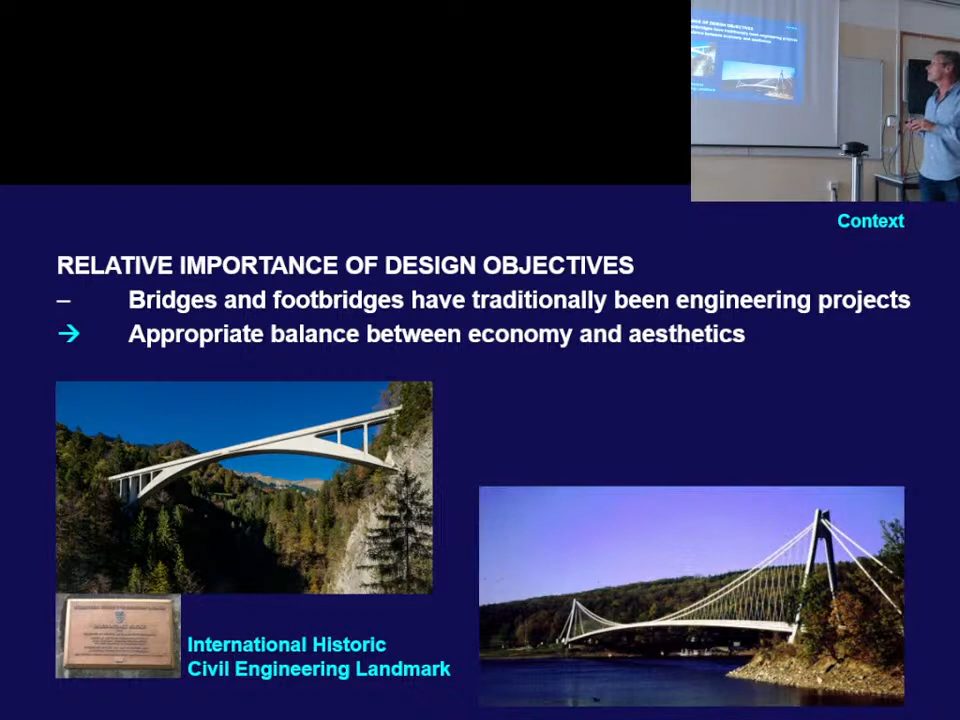 Context
RELATIVE IMPORTANCE OF DESIGN OBJECTIVES
– Bridges and footbridges have traditionally been engineering projects
→ Appropriate balance between economy and aesthetics
International Historic
Civil Engineering Landmark